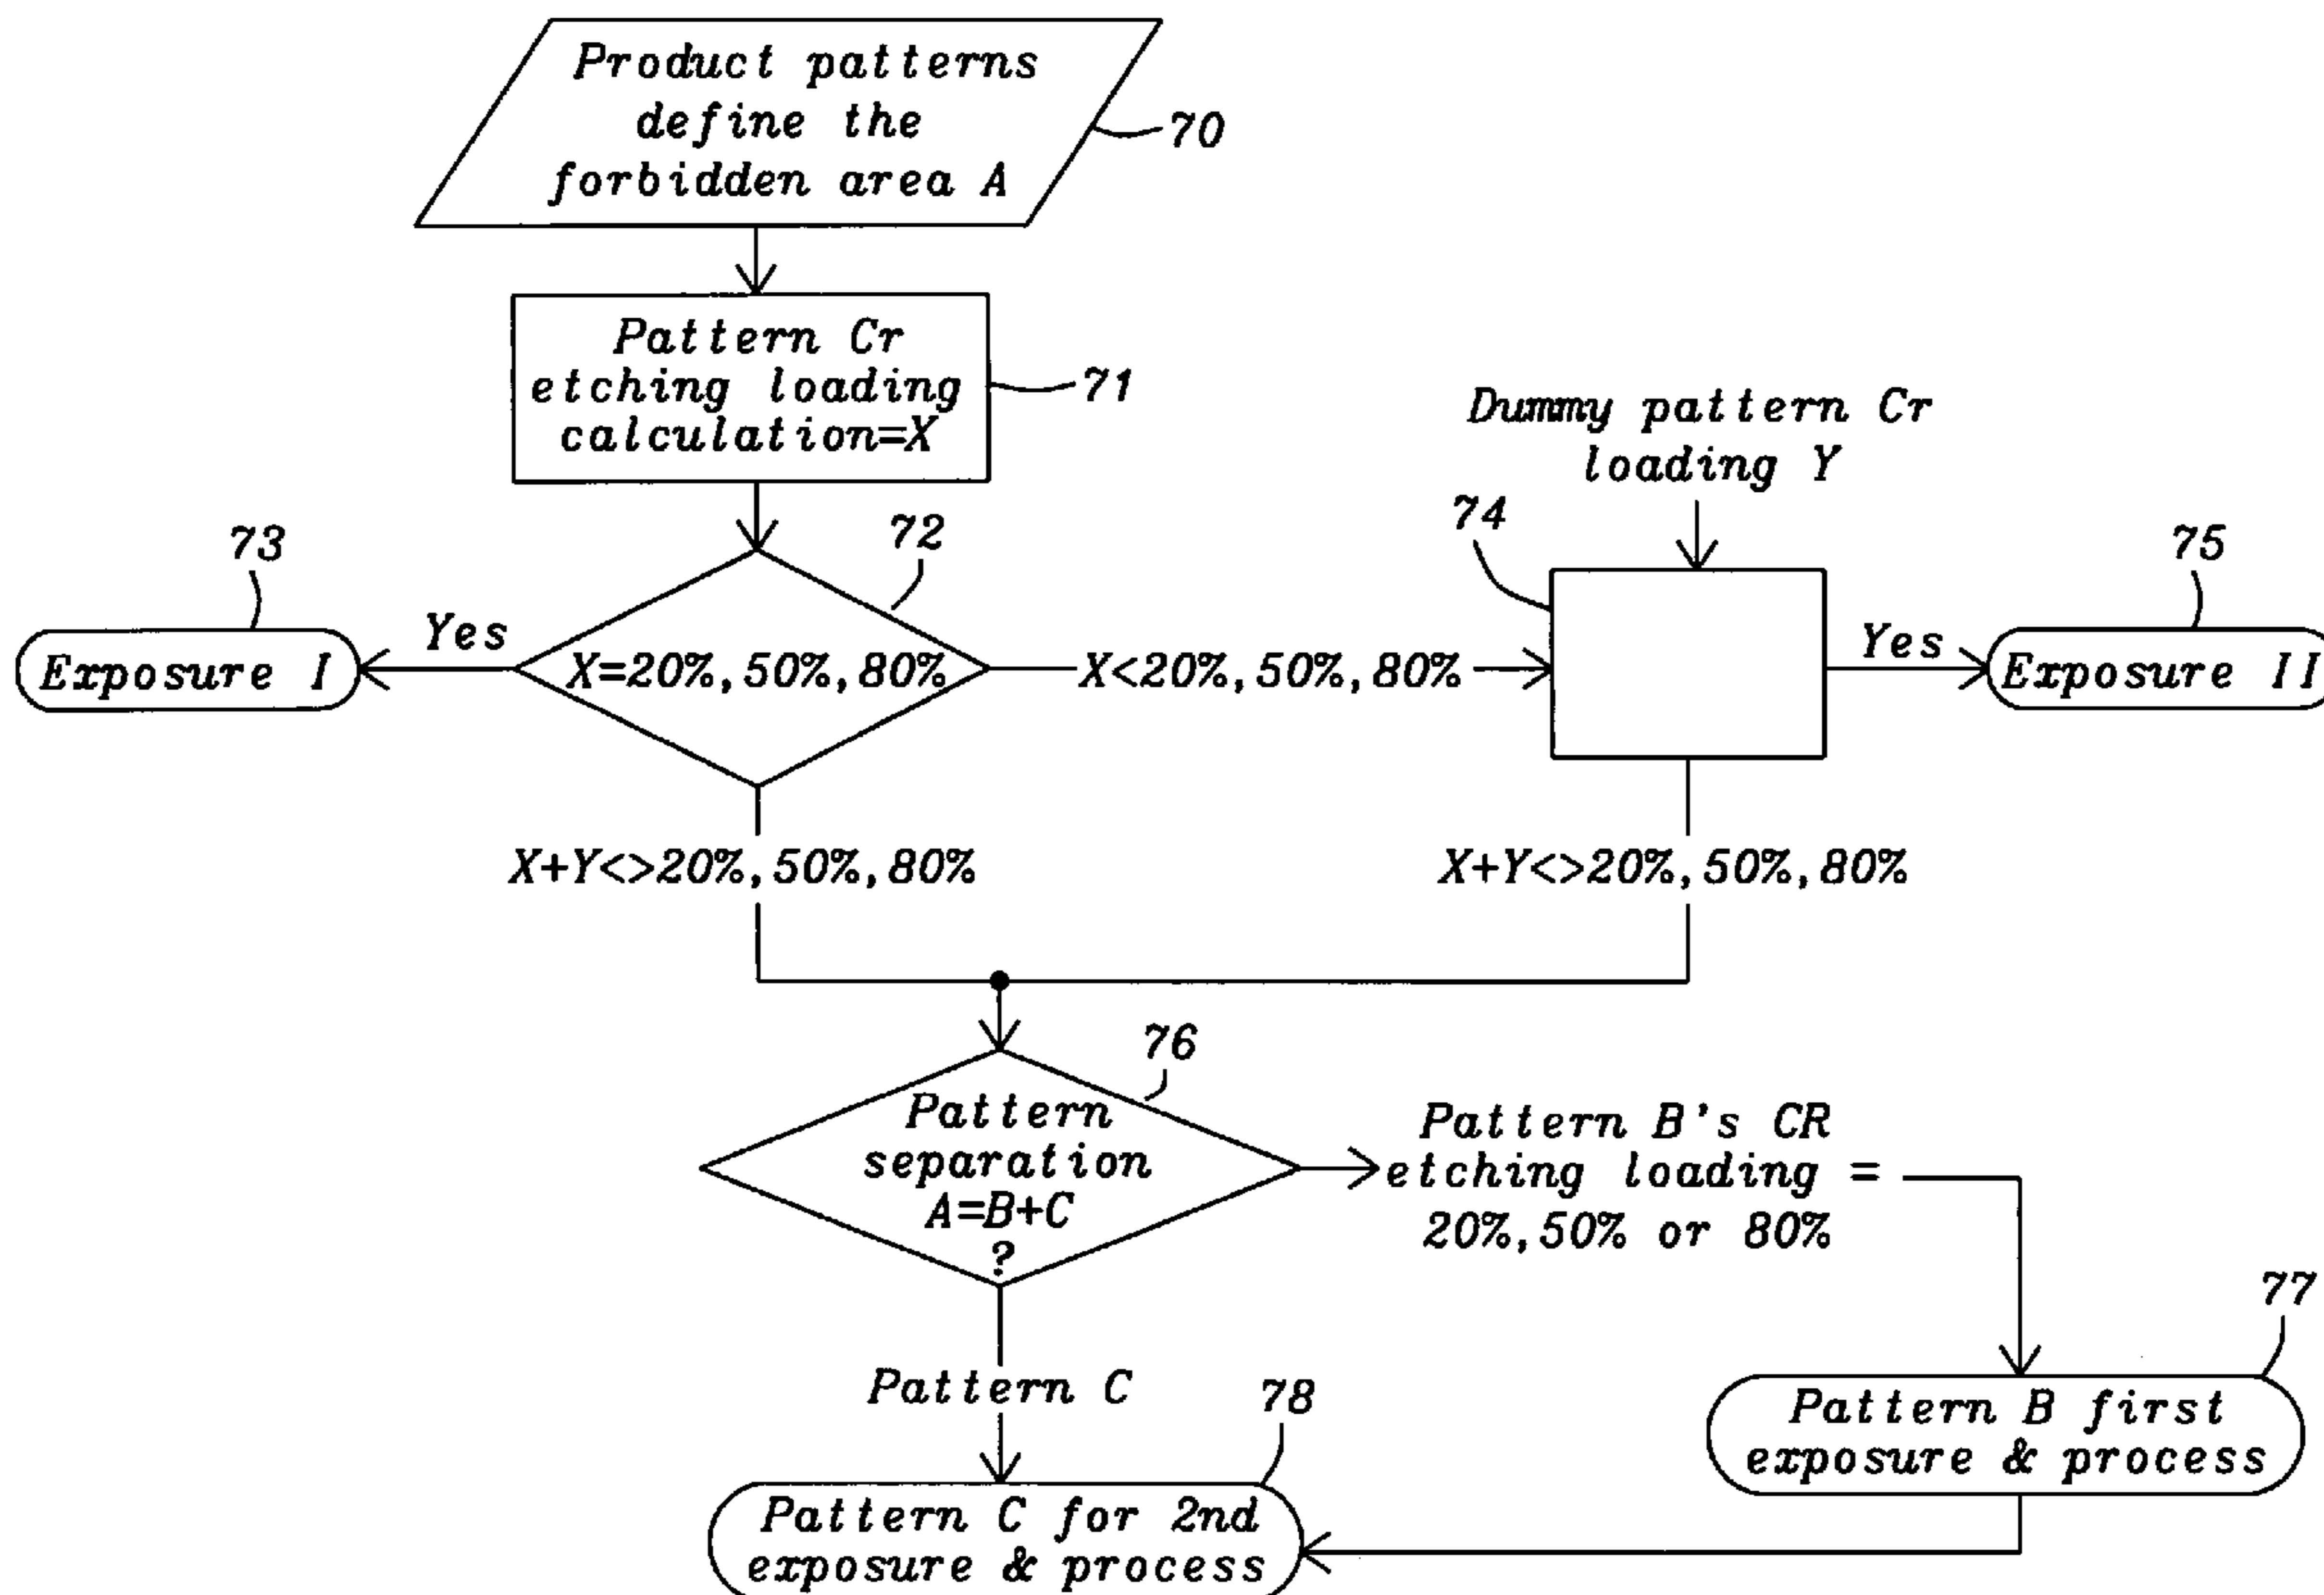 Product patterns
define the
forbidden area A
70
Pattern Cr
etching loading
calculation=X
71
Dummy pattern Cr
loading Y
72
73
74
75
Yes
Exposure I
X=20%,50%,80%
X<20%,50%,80%
Yes
Exposure II
X+Y<>20%,50%,80%
X+Y<>20%,50%,80%
76
Pattern
separation
A=B+C
?
Pattern B's CR
etching loading =
20%,50% or 80%
77
Pattern C
78
Pattern B first
exposure & process
Pattern C for 2nd
exposure & process